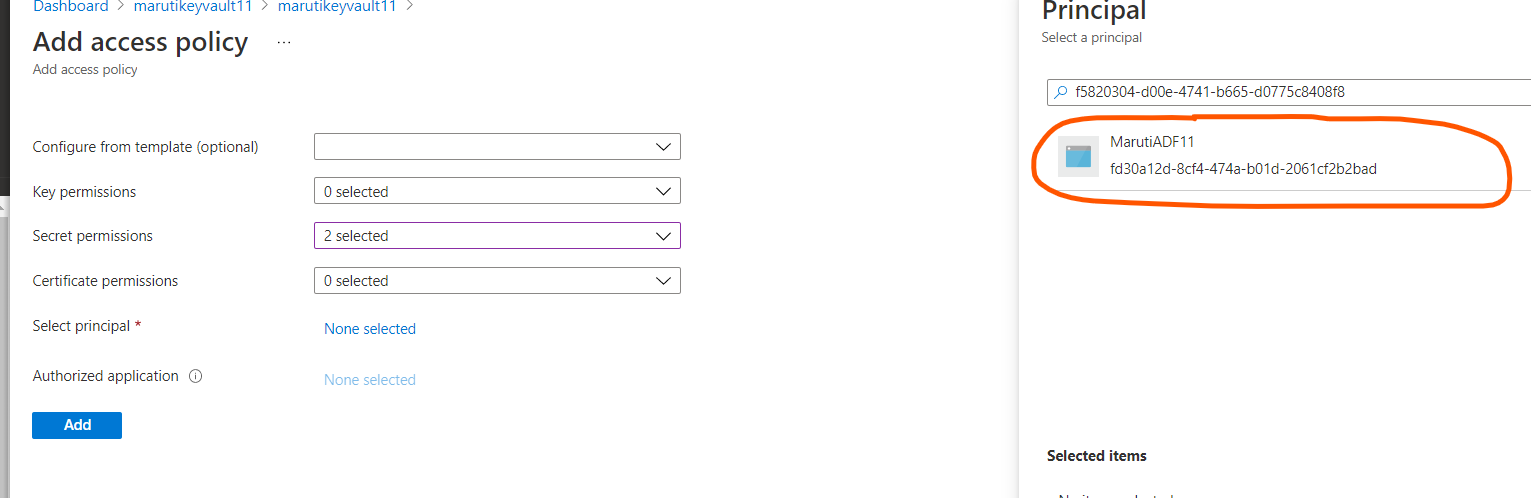 Dashboard > marutikeyvault11 > marutikeyvault11 >
Add access policy ...
Add access policy
Configure from template (optional)
Key permissions 0 selected
Secret permissions 2 selected
Certificate permissions 0 selected
Select principal * None selected
Authorized application None selected
Add
Principal
Select a principal
f5820304-d00e-4741-b665-d0775c8408f8
MarutiADF11
fd30a12d-8cf4-474a-b01d-2061cf2b2bad
Selected items